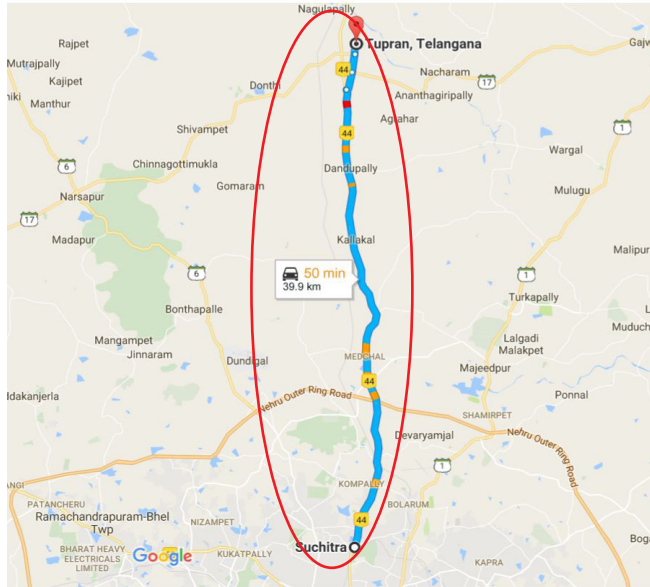 Nagulapally
Rajpet
Tupran, Telangana
Gajw
Mutrajpally
44
Nacharam
Kajipet
Donthi
niki
Manthur
Ananthagiripally
17
Agrahar
Shivampet
44
1
Chinnagottimukla
Wargal
6
Dandupally
Narsapur
Gomaram
Mulugu
17
Madapur
Kallakal
Malipur
6
50 min
1
39.9 km
Turkapally
Bonthapalle
Muduch
Mangampet
Lalgadi
Malakpet
Jinnaram
Dundigal
MEDCHAL
Majeedpur
44
ddakanjerla
Nehru Outer Ring Road
Ponnal
SHAMIRPET
Devaryamjal
Nehru Outer Ring Road
1
ANGI
KOMPALLY
PATANCHERU
BOLARUM
Ramachandrapuram-Bhel
Twp
NIZAMPET
44
Boga
Suchitra
BHARAT HEAVY
ELECTRICALS
LIMITED
Google
KUKATPALLY
KAPRA